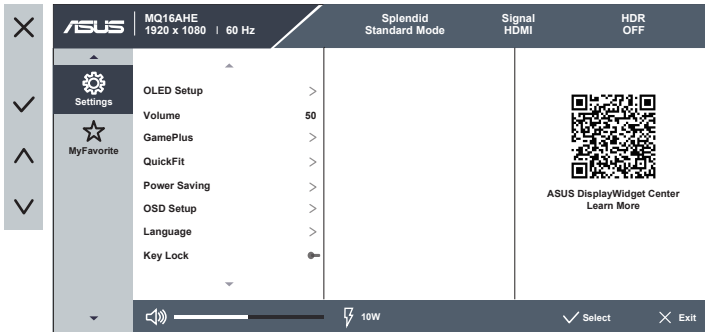 ASUS
MQ16AHE
1920 x 1080 | 60 Hz
Splendid
Standard Mode
Signal
HDMI
HDR
OFF
Settings
MyFavorite
OLED Setup >
Volume 50
GamePlus >
QuickFit >
Power Saving >
OSD Setup >
Language >
Key Lock
ASUS DisplayWidget Center
Learn More
10W
Select
Exit